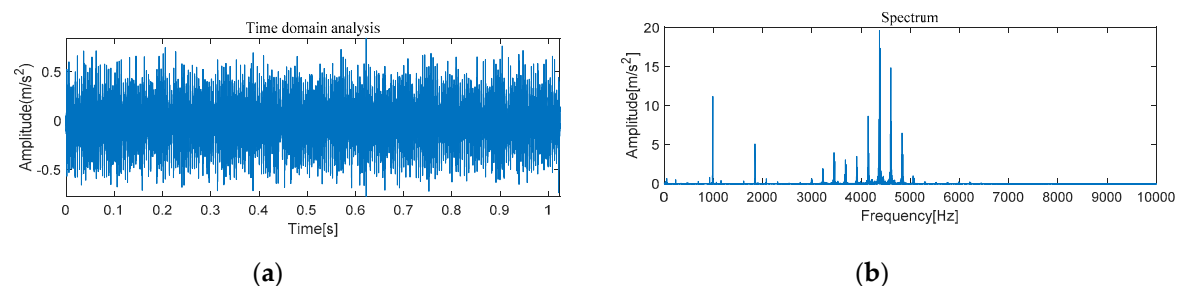 Time domain analysis
Amplitude(m/s2)
0.5
0
-0.5
0 0.1 0.2 0.3 0.4 0.5 0.6 0.7 0.8 0.9 1
Time[s]
(a)
Spectrum
Amplitude[m/s2]
20
15
10
5
0
0 1000 2000 3000 4000 5000 6000 7000 8000 9000 10000
Frequency[Hz]
(b)